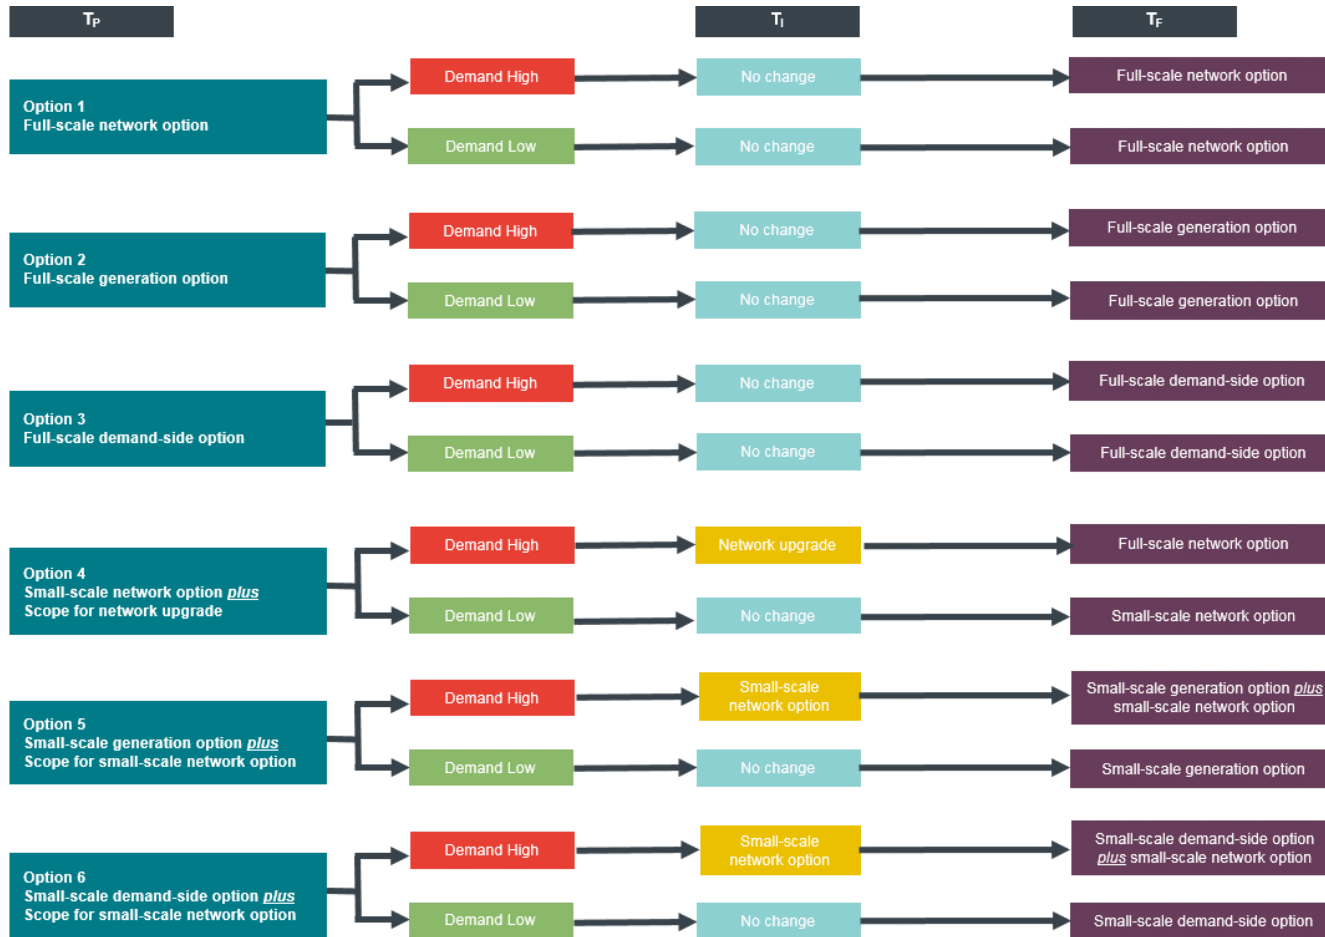 T_P
T_I
T_F
Option 1
Full-scale network option
Demand High
No change
Full-scale network option
Demand Low
No change
Full-scale network option
Option 2
Full-scale generation option
Demand High
No change
Full-scale generation option
Demand Low
No change
Full-scale generation option
Option 3
Full-scale demand-side option
Demand High
No change
Full-scale demand-side option
Demand Low
No change
Full-scale demand-side option
Option 4
Small-scale network option plus
Scope for network upgrade
Demand High
Network upgrade
Full-scale network option
Demand Low
No change
Small-scale network option
Option 5
Small-scale generation option plus
Scope for small-scale network option
Demand High
Small-scale
network option
Small-scale generation option plus
small-scale network option
Demand Low
No change
Small-scale generation option
Option 6
Small-scale demand-side option plus
Scope for small-scale network option
Demand High
Small-scale
network option
Small-scale demand-side option
plus small-scale network option
Demand Low
No change
Small-scale demand-side option